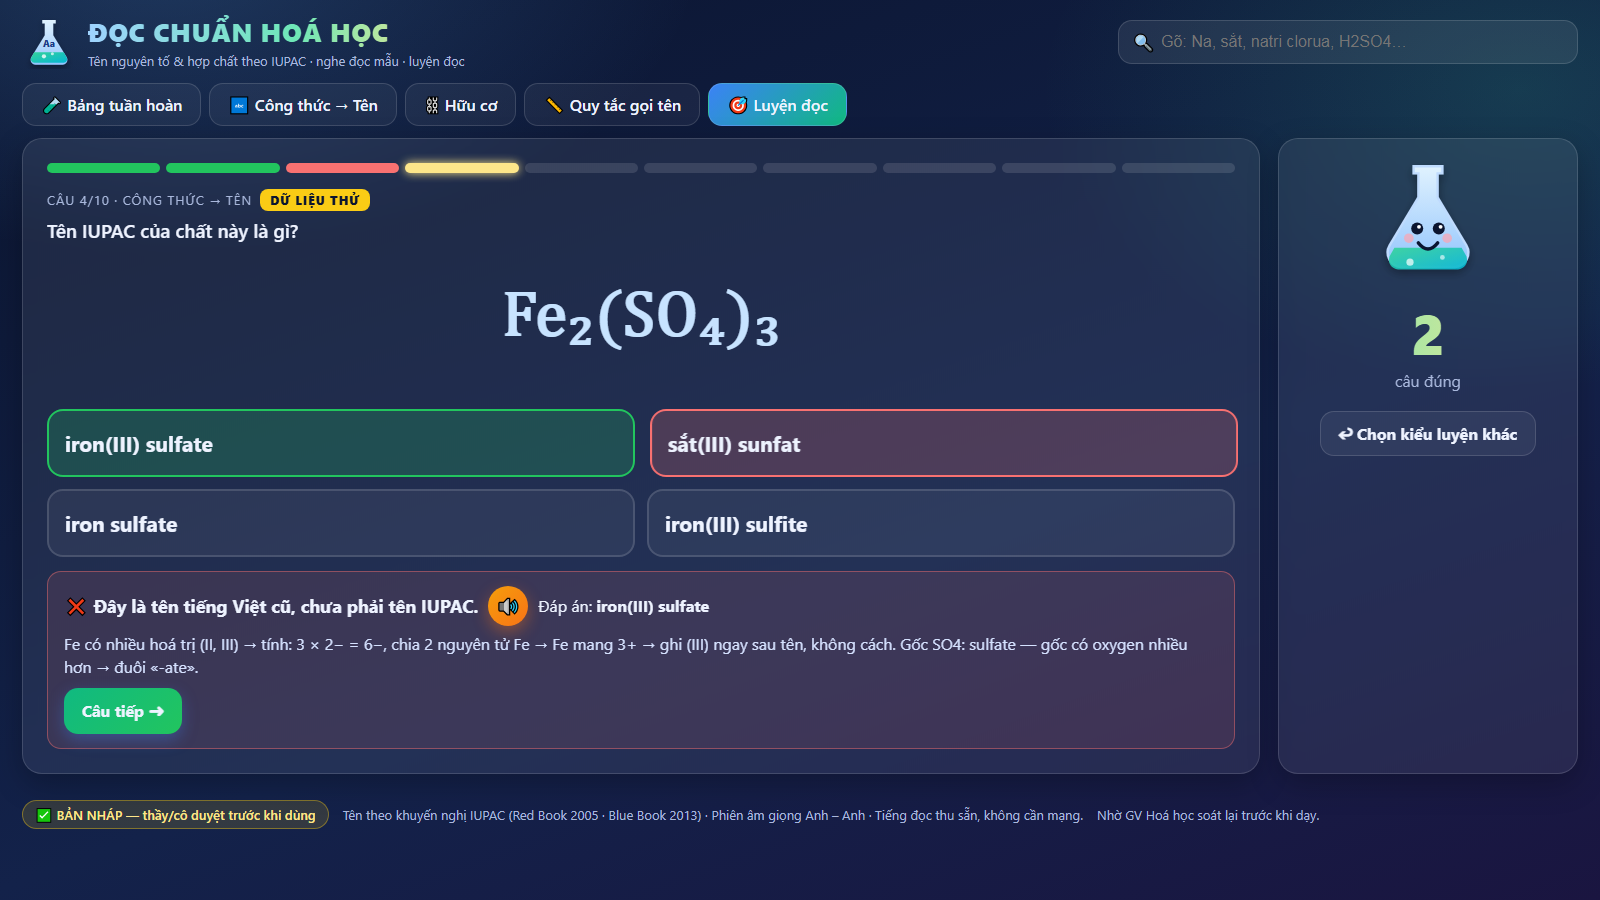 Aa
ĐỌC CHUẨN HOÁ HỌC
Tên nguyên tố & hợp chất theo IUPAC · nghe đọc mẫu · luyện đọc
Gõ: Na, sắt, natri clorua, H2SO4...
Bảng tuần hoàn
abc Công thức → Tên
Hữu cơ
Quy tắc gọi tên
Luyện đọc
CÂU 4/10 · CÔNG THỨC → TÊN DỮ LIỆU THỬ
Tên IUPAC của chất này là gì?
Fe₂(SO₄)₃
iron(III) sulfate
sắt(III) sunfat
iron sulfate
iron(III) sulfite
❌ Đây là tên tiếng Việt cũ, chưa phải tên IUPAC. 🔊 Đáp án: iron(III) sulfate
Fe có nhiều hoá trị (II, III) → tính: 3 × 2− = 6−, chia 2 nguyên tử Fe → Fe mang 3+ → ghi (III) ngay sau tên, không cách. Gốc SO4: sulfate — gốc có oxygen nhiều
hơn → đuôi «-ate».
Câu tiếp ➜
2
câu đúng
↩ Chọn kiểu luyện khác
✅ BẢN NHÁP — thầy/cô duyệt trước khi dùng
Tên theo khuyến nghị IUPAC (Red Book 2005 · Blue Book 2013) · Phiên âm giọng Anh – Anh · Tiếng đọc thu sẵn, không cần mạng.
Nhờ GV Hoá học soát lại trước khi dạy.